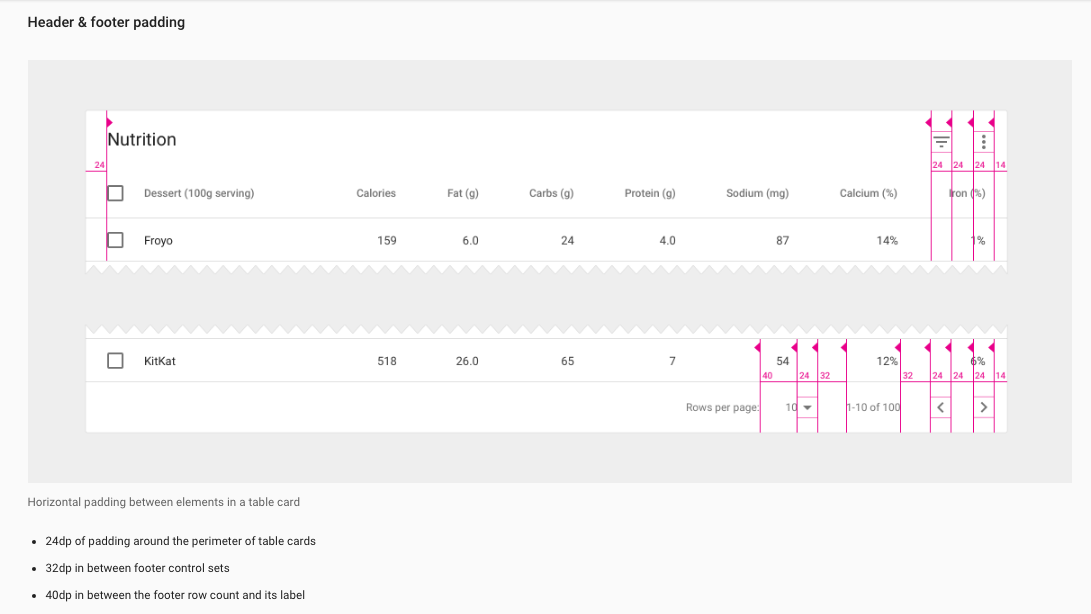 Header & footer padding
Nutrition
24 24 24 24 14
Dessert (100g serving) Calories Fat (g) Carbs (g) Protein (g) Sodium (mg) Calcium (%) Iron (%)
Froyo 159 6.0 24 4.0 87 14% 1%
KitKat 518 26.0 65 7 54 12% 6%
40 24 32 32 24 24 24 14
Rows per page: 10 1-10 of 100
Horizontal padding between elements in a table card
• 24dp of padding around the perimeter of table cards
• 32dp in between footer control sets
• 40dp in between the footer row count and its label